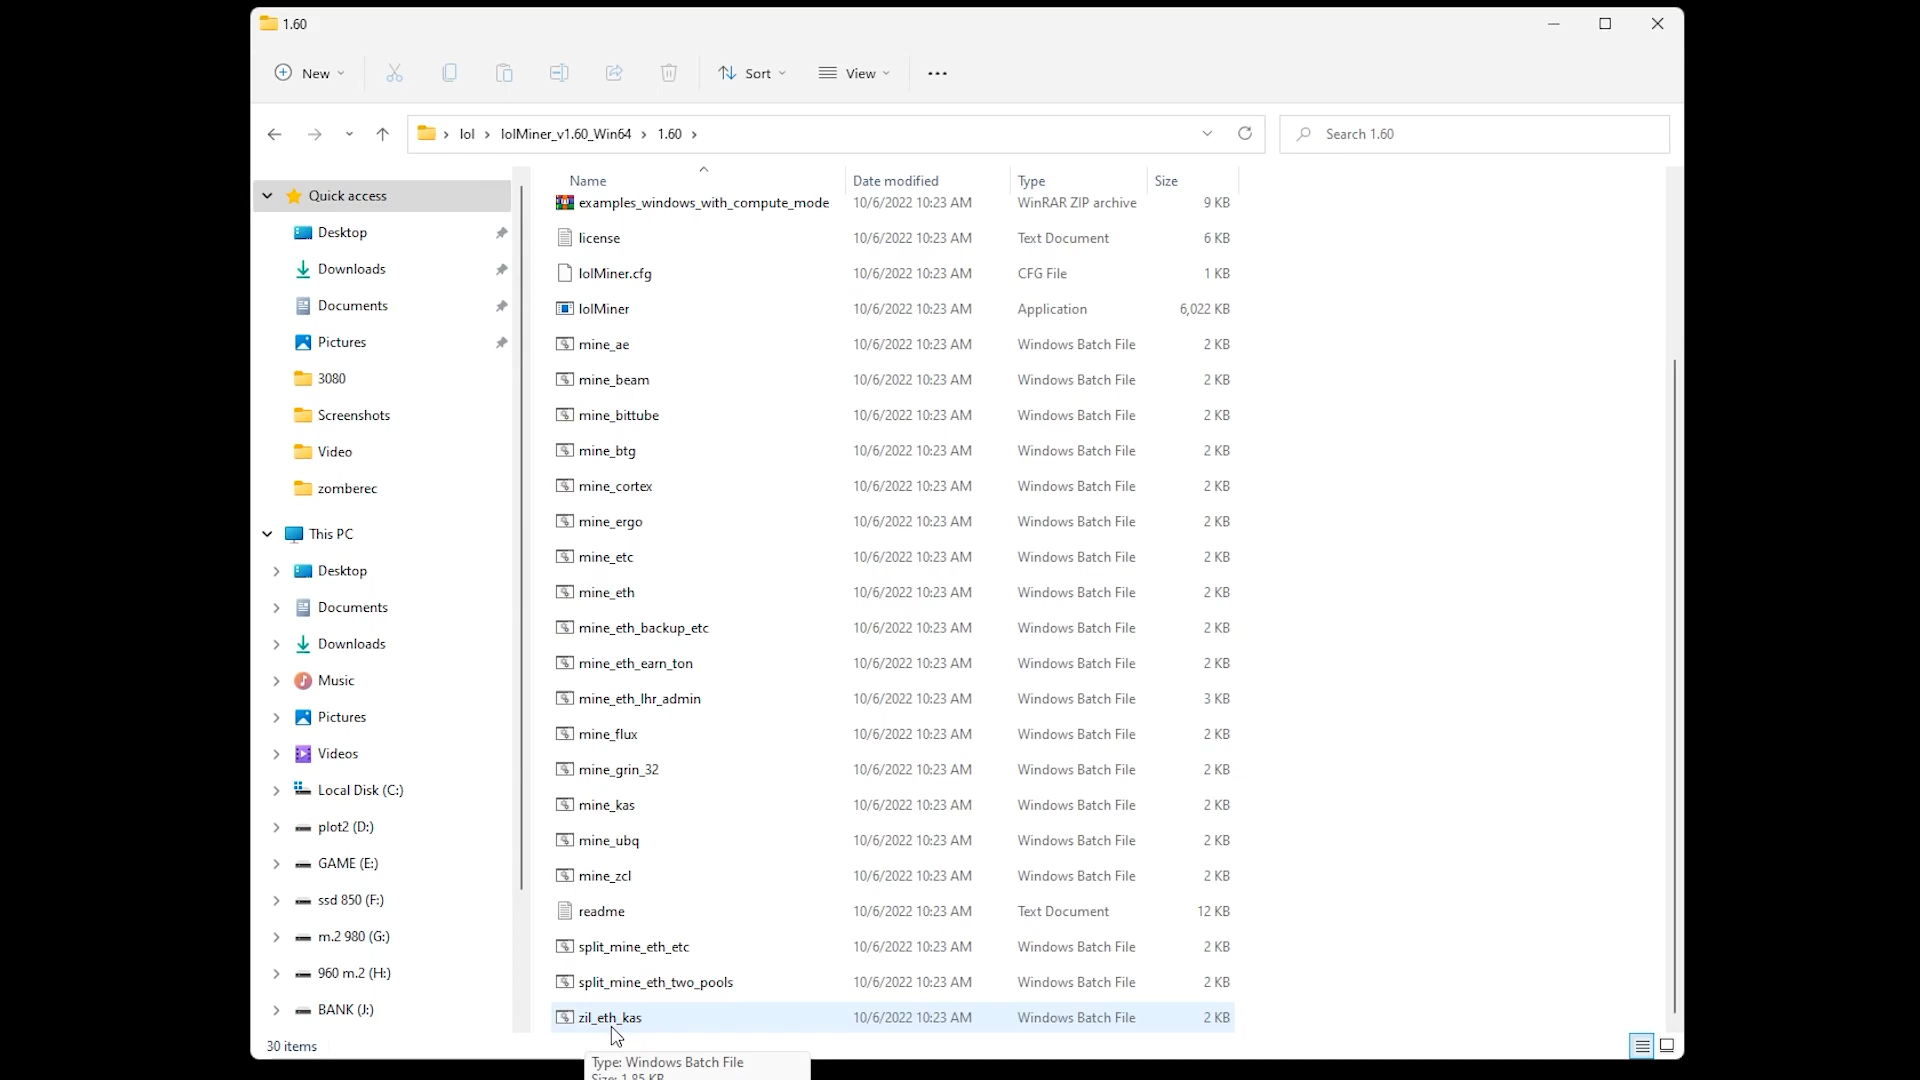 1.60
New
Sort
View
lol > lolMiner_v1.60_Win64 > 1.60 >
Search 1.60
Quick access
Desktop
Downloads
Documents
Pictures
3080
Screenshots
Video
zomberec
This PC
Desktop
Documents
Downloads
Music
Pictures
Videos
Local Disk (C:)
plot2 (D:)
GAME (E:)
ssd 850 (F:)
m.2 980 (G:)
960 m.2 (H:)
BANK (J:)
Name Date modified Type Size
examples_windows_with_compute_mode 10/6/2022 10:23 AM WinRAR ZIP archive 9 KB
license 10/6/2022 10:23 AM Text Document 6 KB
lolMiner.cfg 10/6/2022 10:23 AM CFG File 1 KB
lolMiner 10/6/2022 10:23 AM Application 6,022 KB
mine_ae 10/6/2022 10:23 AM Windows Batch File 2 KB
mine_beam 10/6/2022 10:23 AM Windows Batch File 2 KB
mine_bittube 10/6/2022 10:23 AM Windows Batch File 2 KB
mine_btg 10/6/2022 10:23 AM Windows Batch File 2 KB
mine_cortex 10/6/2022 10:23 AM Windows Batch File 2 KB
mine_ergo 10/6/2022 10:23 AM Windows Batch File 2 KB
mine_etc 10/6/2022 10:23 AM Windows Batch File 2 KB
mine_eth 10/6/2022 10:23 AM Windows Batch File 2 KB
mine_eth_backup_etc 10/6/2022 10:23 AM Windows Batch File 2 KB
mine_eth_earn_ton 10/6/2022 10:23 AM Windows Batch File 2 KB
mine_eth_lhr_admin 10/6/2022 10:23 AM Windows Batch File 3 KB
mine_flux 10/6/2022 10:23 AM Windows Batch File 2 KB
mine_grin_32 10/6/2022 10:23 AM Windows Batch File 2 KB
mine_kas 10/6/2022 10:23 AM Windows Batch File 2 KB
mine_ubq 10/6/2022 10:23 AM Windows Batch File 2 KB
mine_zcl 10/6/2022 10:23 AM Windows Batch File 2 KB
readme 10/6/2022 10:23 AM Text Document 12 KB
split_mine_eth_etc 10/6/2022 10:23 AM Windows Batch File 2 KB
split_mine_eth_two_pools 10/6/2022 10:23 AM Windows Batch File 2 KB
zil_eth_kas 10/6/2022 10:23 AM Windows Batch File 2 KB
30 items
Type: Windows Batch File
Size: 1.85 KB